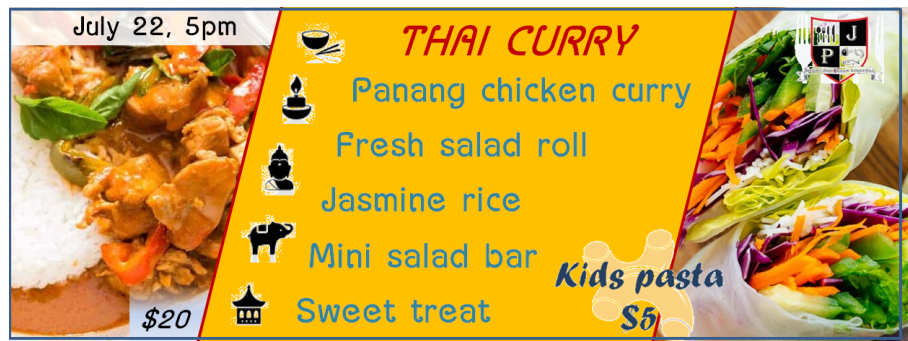 July 22, 5pm
THAI CURRY
J
P
Panang chicken curry
Fresh salad roll
Jasmine rice
Mini salad bar
Kids pasta
$5
Sweet treat
$20